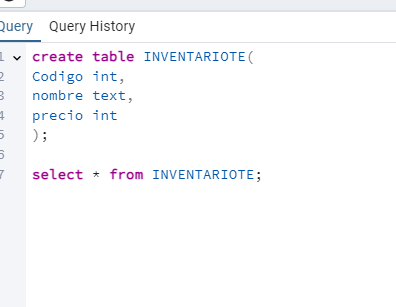 Query Query History
1 create table INVENTARIOTE(
2 Codigo int,
3 nombre text,
4 precio int
5 );
6
7 select * from INVENTARIOTE;